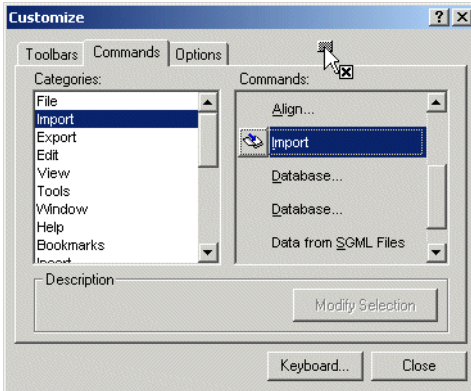 Customize
Toolbars Commands Options
Categories: Commands:
File
Import
Export
Edit
View
Tools
Window
Help
Bookmarks
Align...
Import
Database...
Database...
Data from SGML Files
Description
Modify Selection
Keyboard... Close